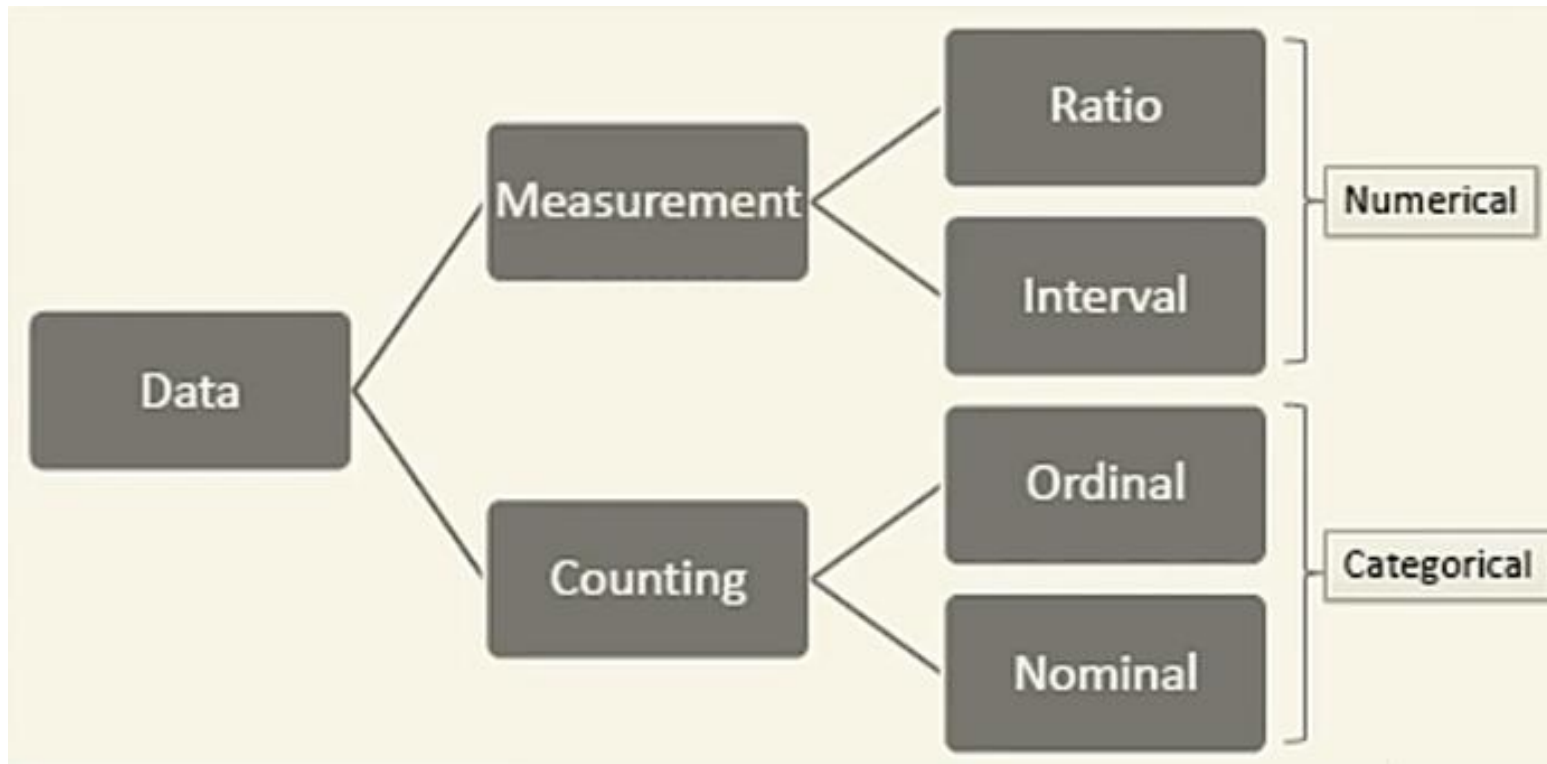 Data
Measurement
Counting
Ratio
Interval
Ordinal
Nominal
Numerical
Categorical